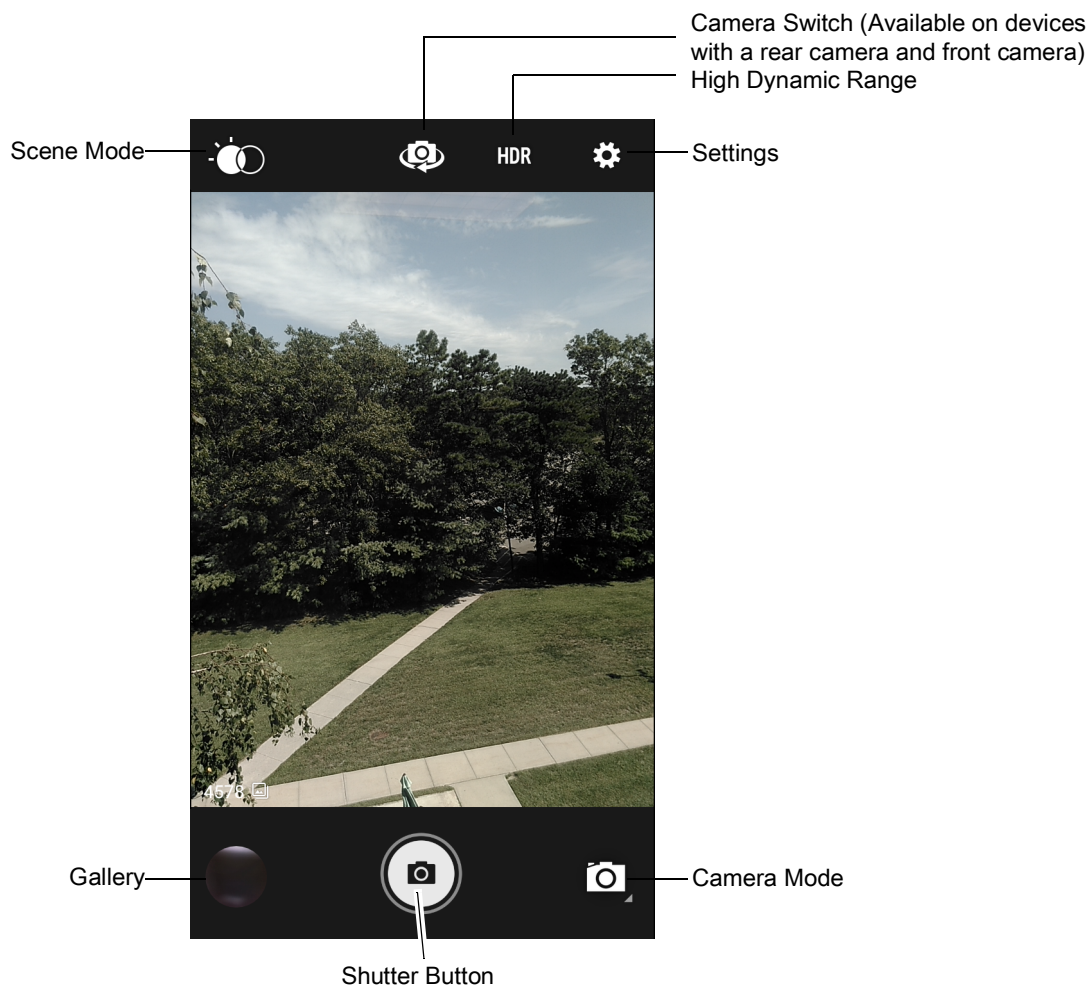 Camera Switch (Available on devices
with a rear camera and front camera)
High Dynamic Range
Scene Mode
HDR
Settings
4578
Gallery
Camera Mode
Shutter Button